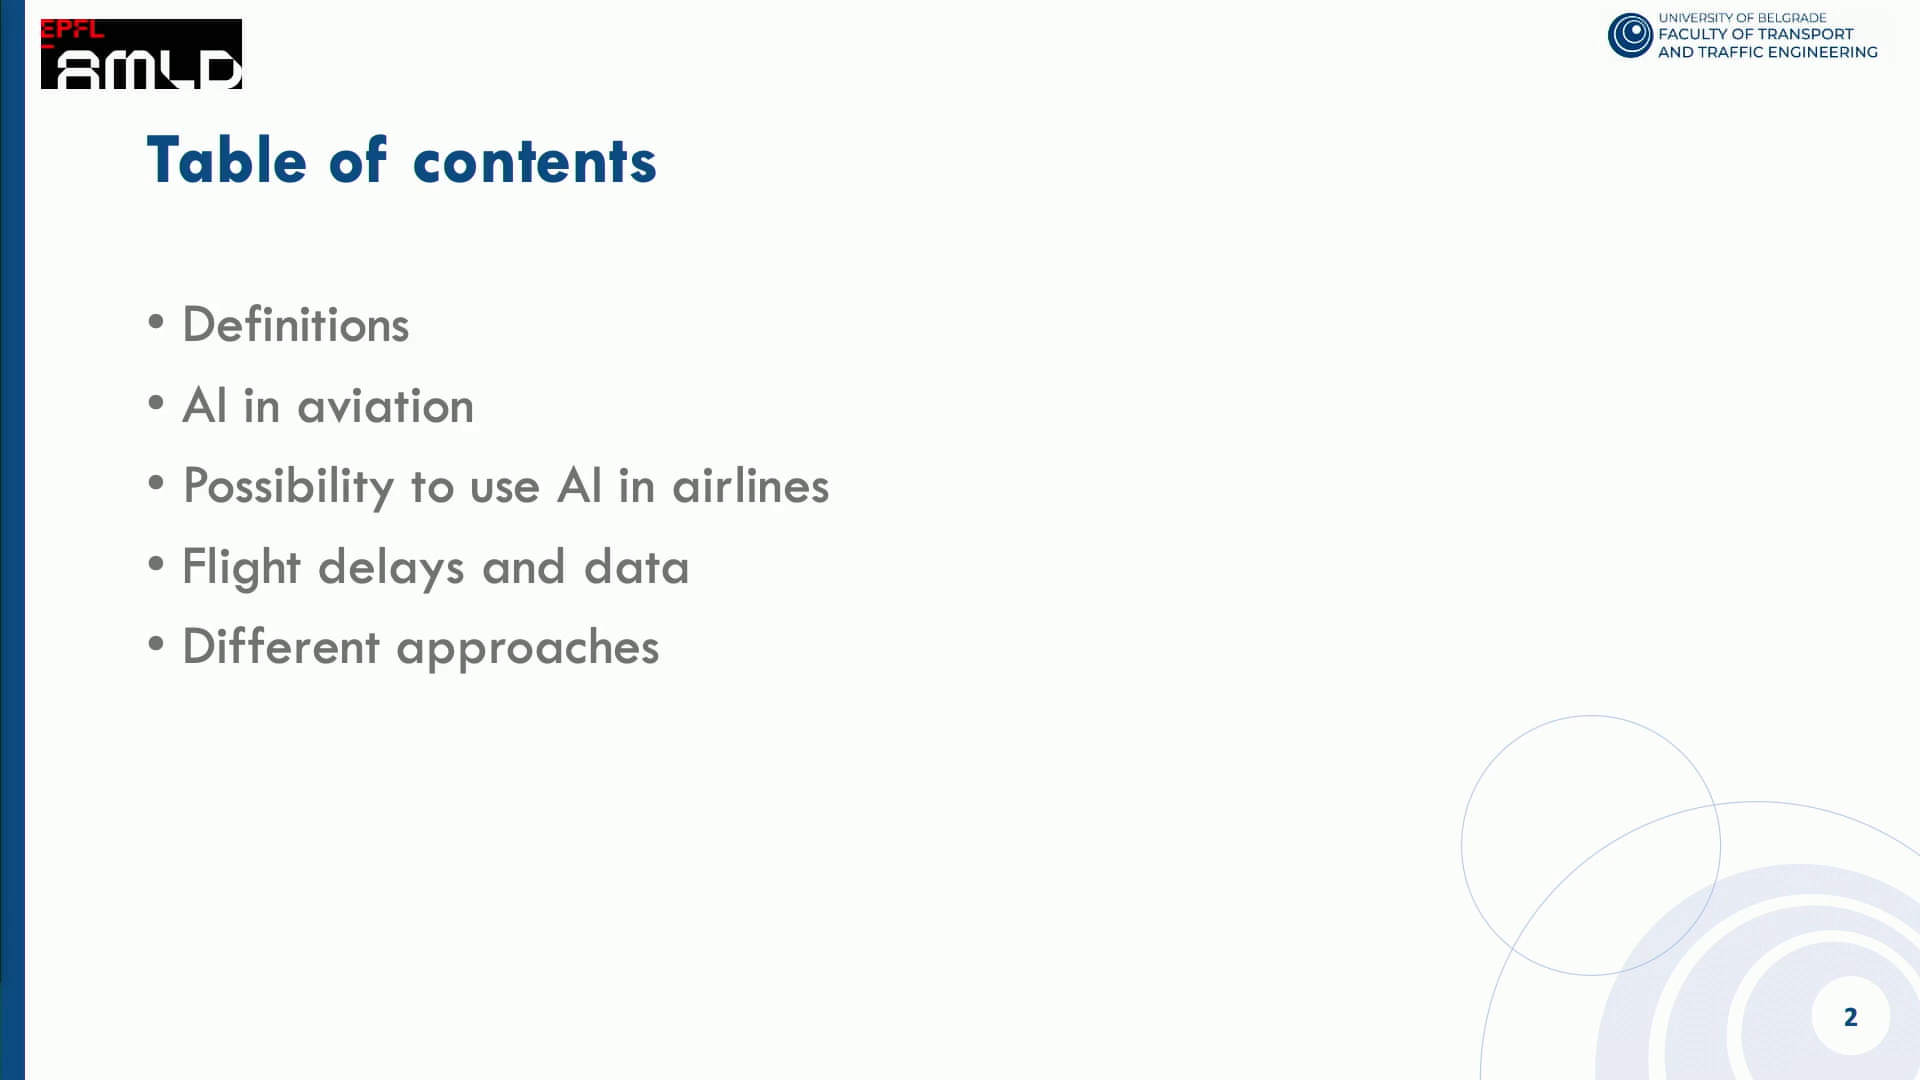 EPFL
AMLD
UNIVERSITY OF BELGRADE
FACULTY OF TRANSPORT
AND TRAFFIC ENGINEERING
Table of contents
• Definitions
• AI in aviation
• Possibility to use AI in airlines
• Flight delays and data
• Different approaches
2